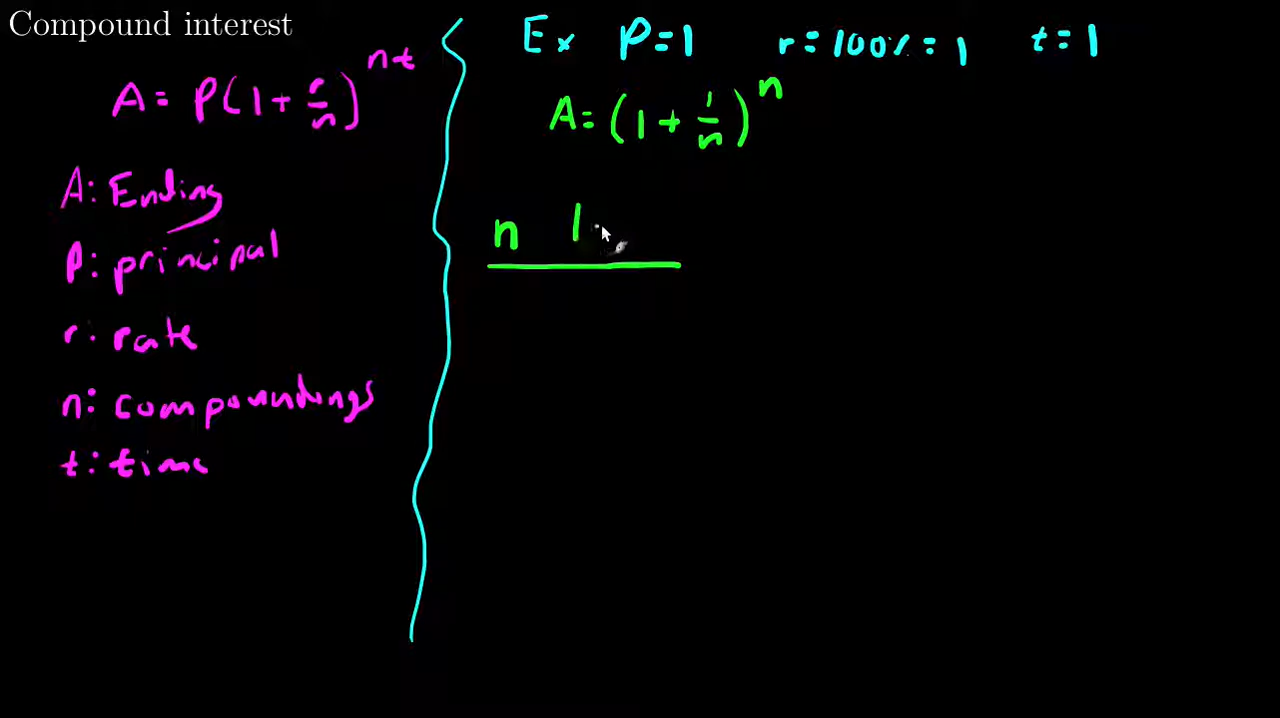 Compound interest
A = P(1 + r/n)^nt
A: Ending
P: principal
r: rate
n: compoundings
t: time
Ex P=1 r=100%=1 t=1
A=(1+1/n)^n
n 1